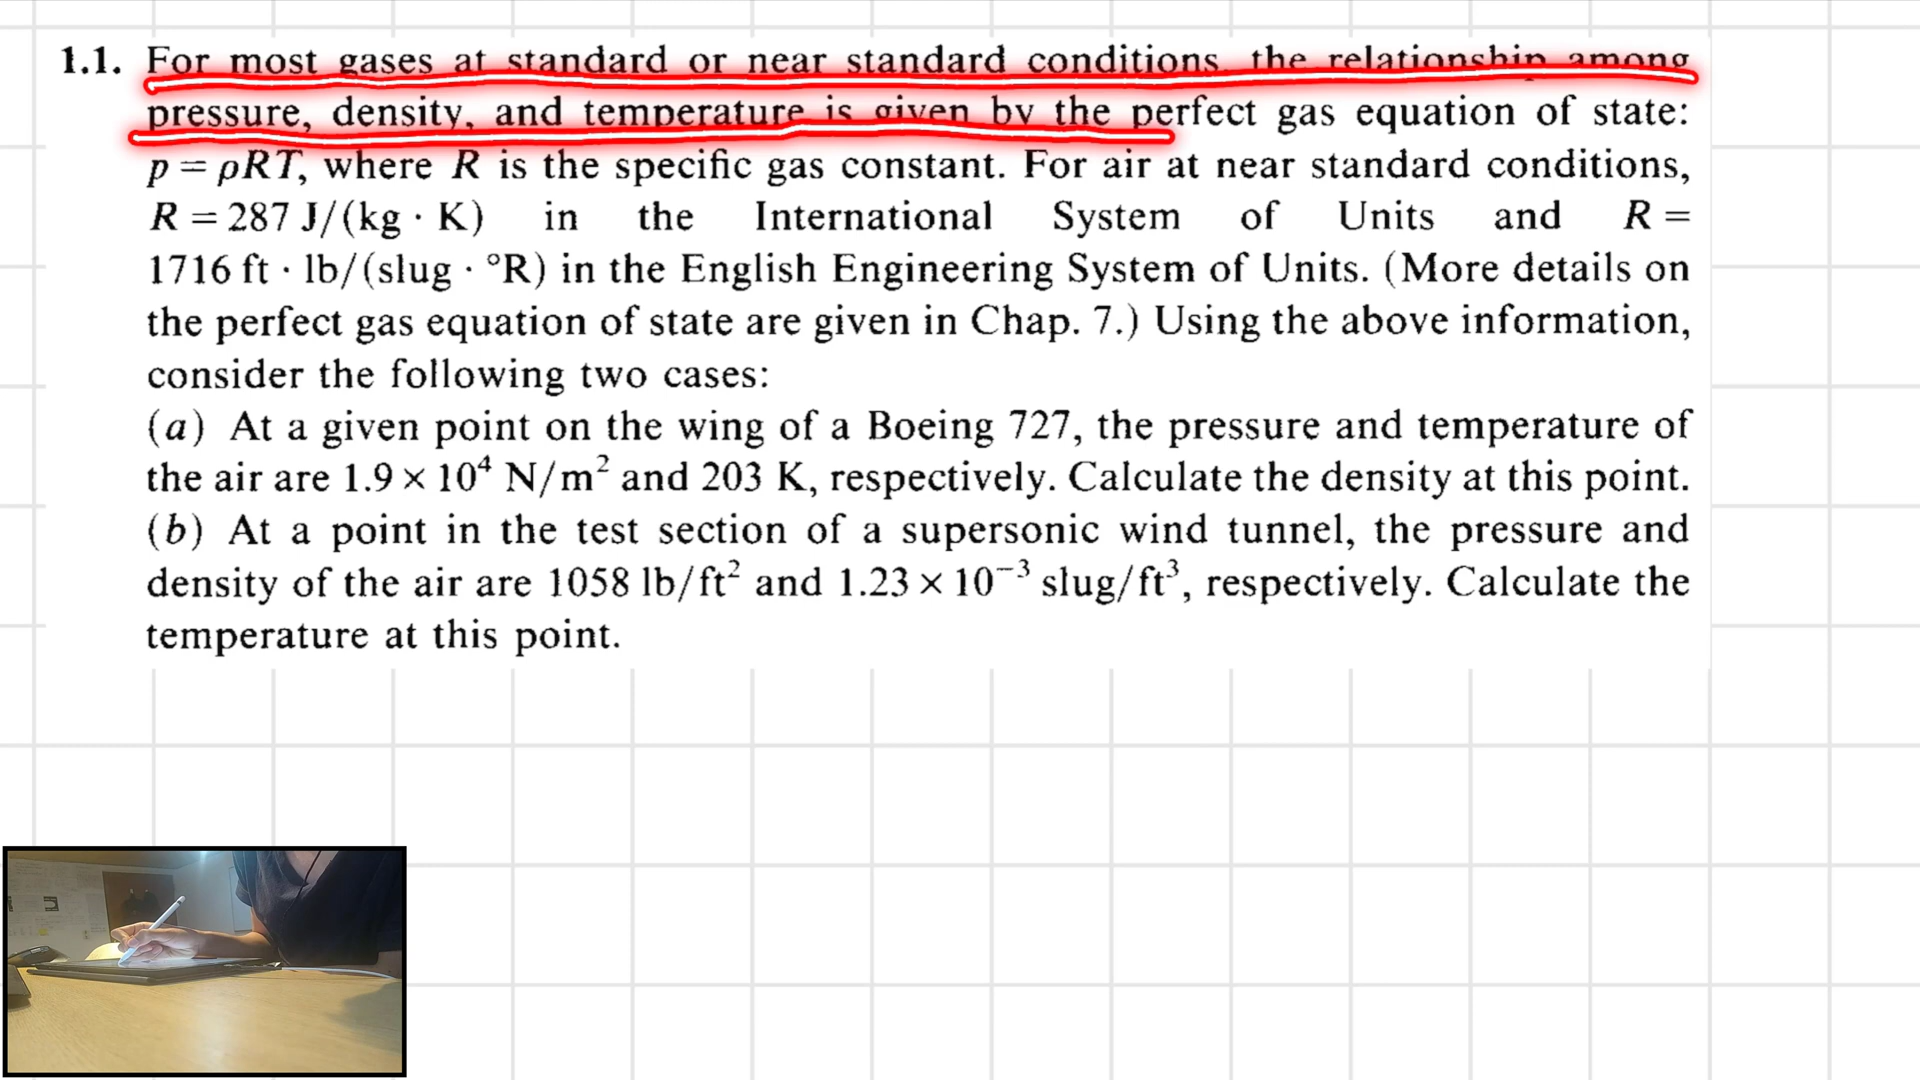 1.1. For most gases at standard or near standard conditions, the relationship among
pressure, density, and temperature is given by the perfect gas equation of state:
p = ρRT, where R is the specific gas constant. For air at near standard conditions,
R = 287 J/(kg · K) in the International System of Units and R =
1716 ft · lb/(slug · °R) in the English Engineering System of Units. (More details on
the perfect gas equation of state are given in Chap. 7.) Using the above information,
consider the following two cases:
(a) At a given point on the wing of a Boeing 727, the pressure and temperature of
the air are 1.9 × 10⁴ N/m² and 203 K, respectively. Calculate the density at this point.
(b) At a point in the test section of a supersonic wind tunnel, the pressure and
density of the air are 1058 lb/ft² and 1.23 × 10⁻³ slug/ft³, respectively. Calculate the
temperature at this point.